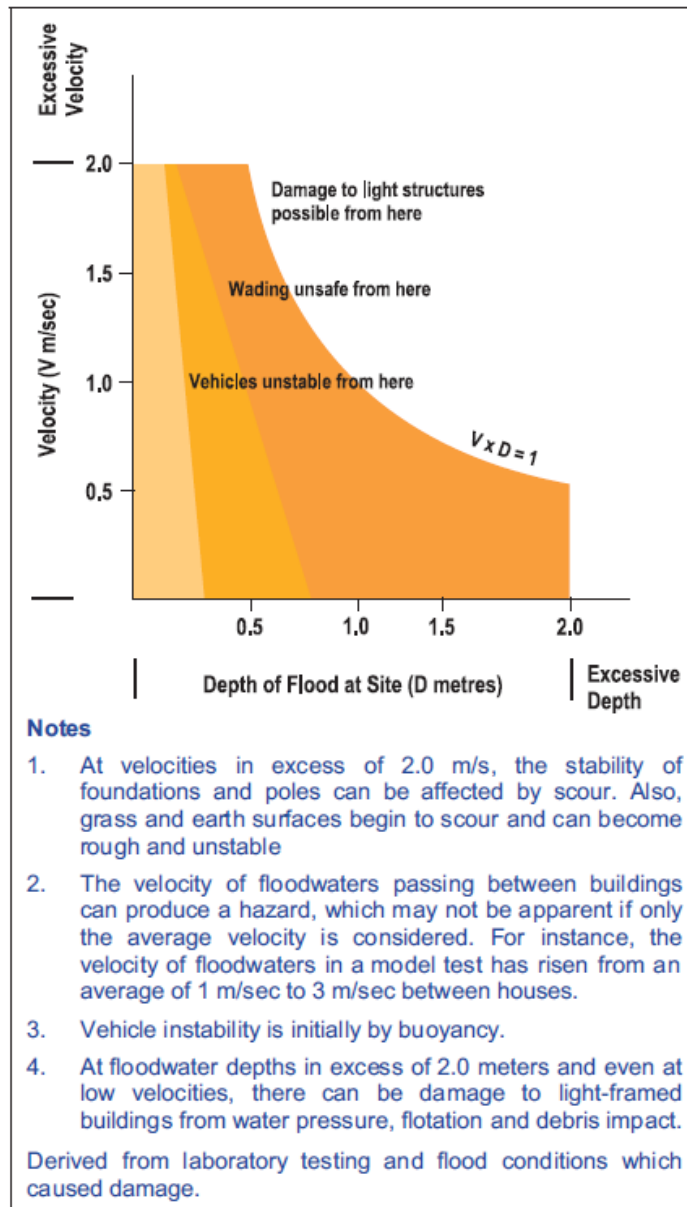 Excessive
Velocity
2.0
Damage to light structures
possible from here
1.5
Wading unsafe from here
Velocity (V m/sec)
1.0
Vehicles unstable from here
V x D = 1
0.5
0.5
1.0
1.5
2.0
Depth of Flood at Site (D metres)
Excessive
Depth
Notes
1. At velocities in excess of 2.0 m/s, the stability of
foundations and poles can be affected by scour. Also,
grass and earth surfaces begin to scour and can become
rough and unstable
2. The velocity of floodwaters passing between buildings
can produce a hazard, which may not be apparent if only
the average velocity is considered. For instance, the
velocity of floodwaters in a model test has risen from an
average of 1 m/sec to 3 m/sec between houses.
3. Vehicle instability is initially by buoyancy.
4. At floodwater depths in excess of 2.0 meters and even at
low velocities, there can be damage to light-framed
buildings from water pressure, flotation and debris impact.
Derived from laboratory testing and flood conditions which
caused damage.